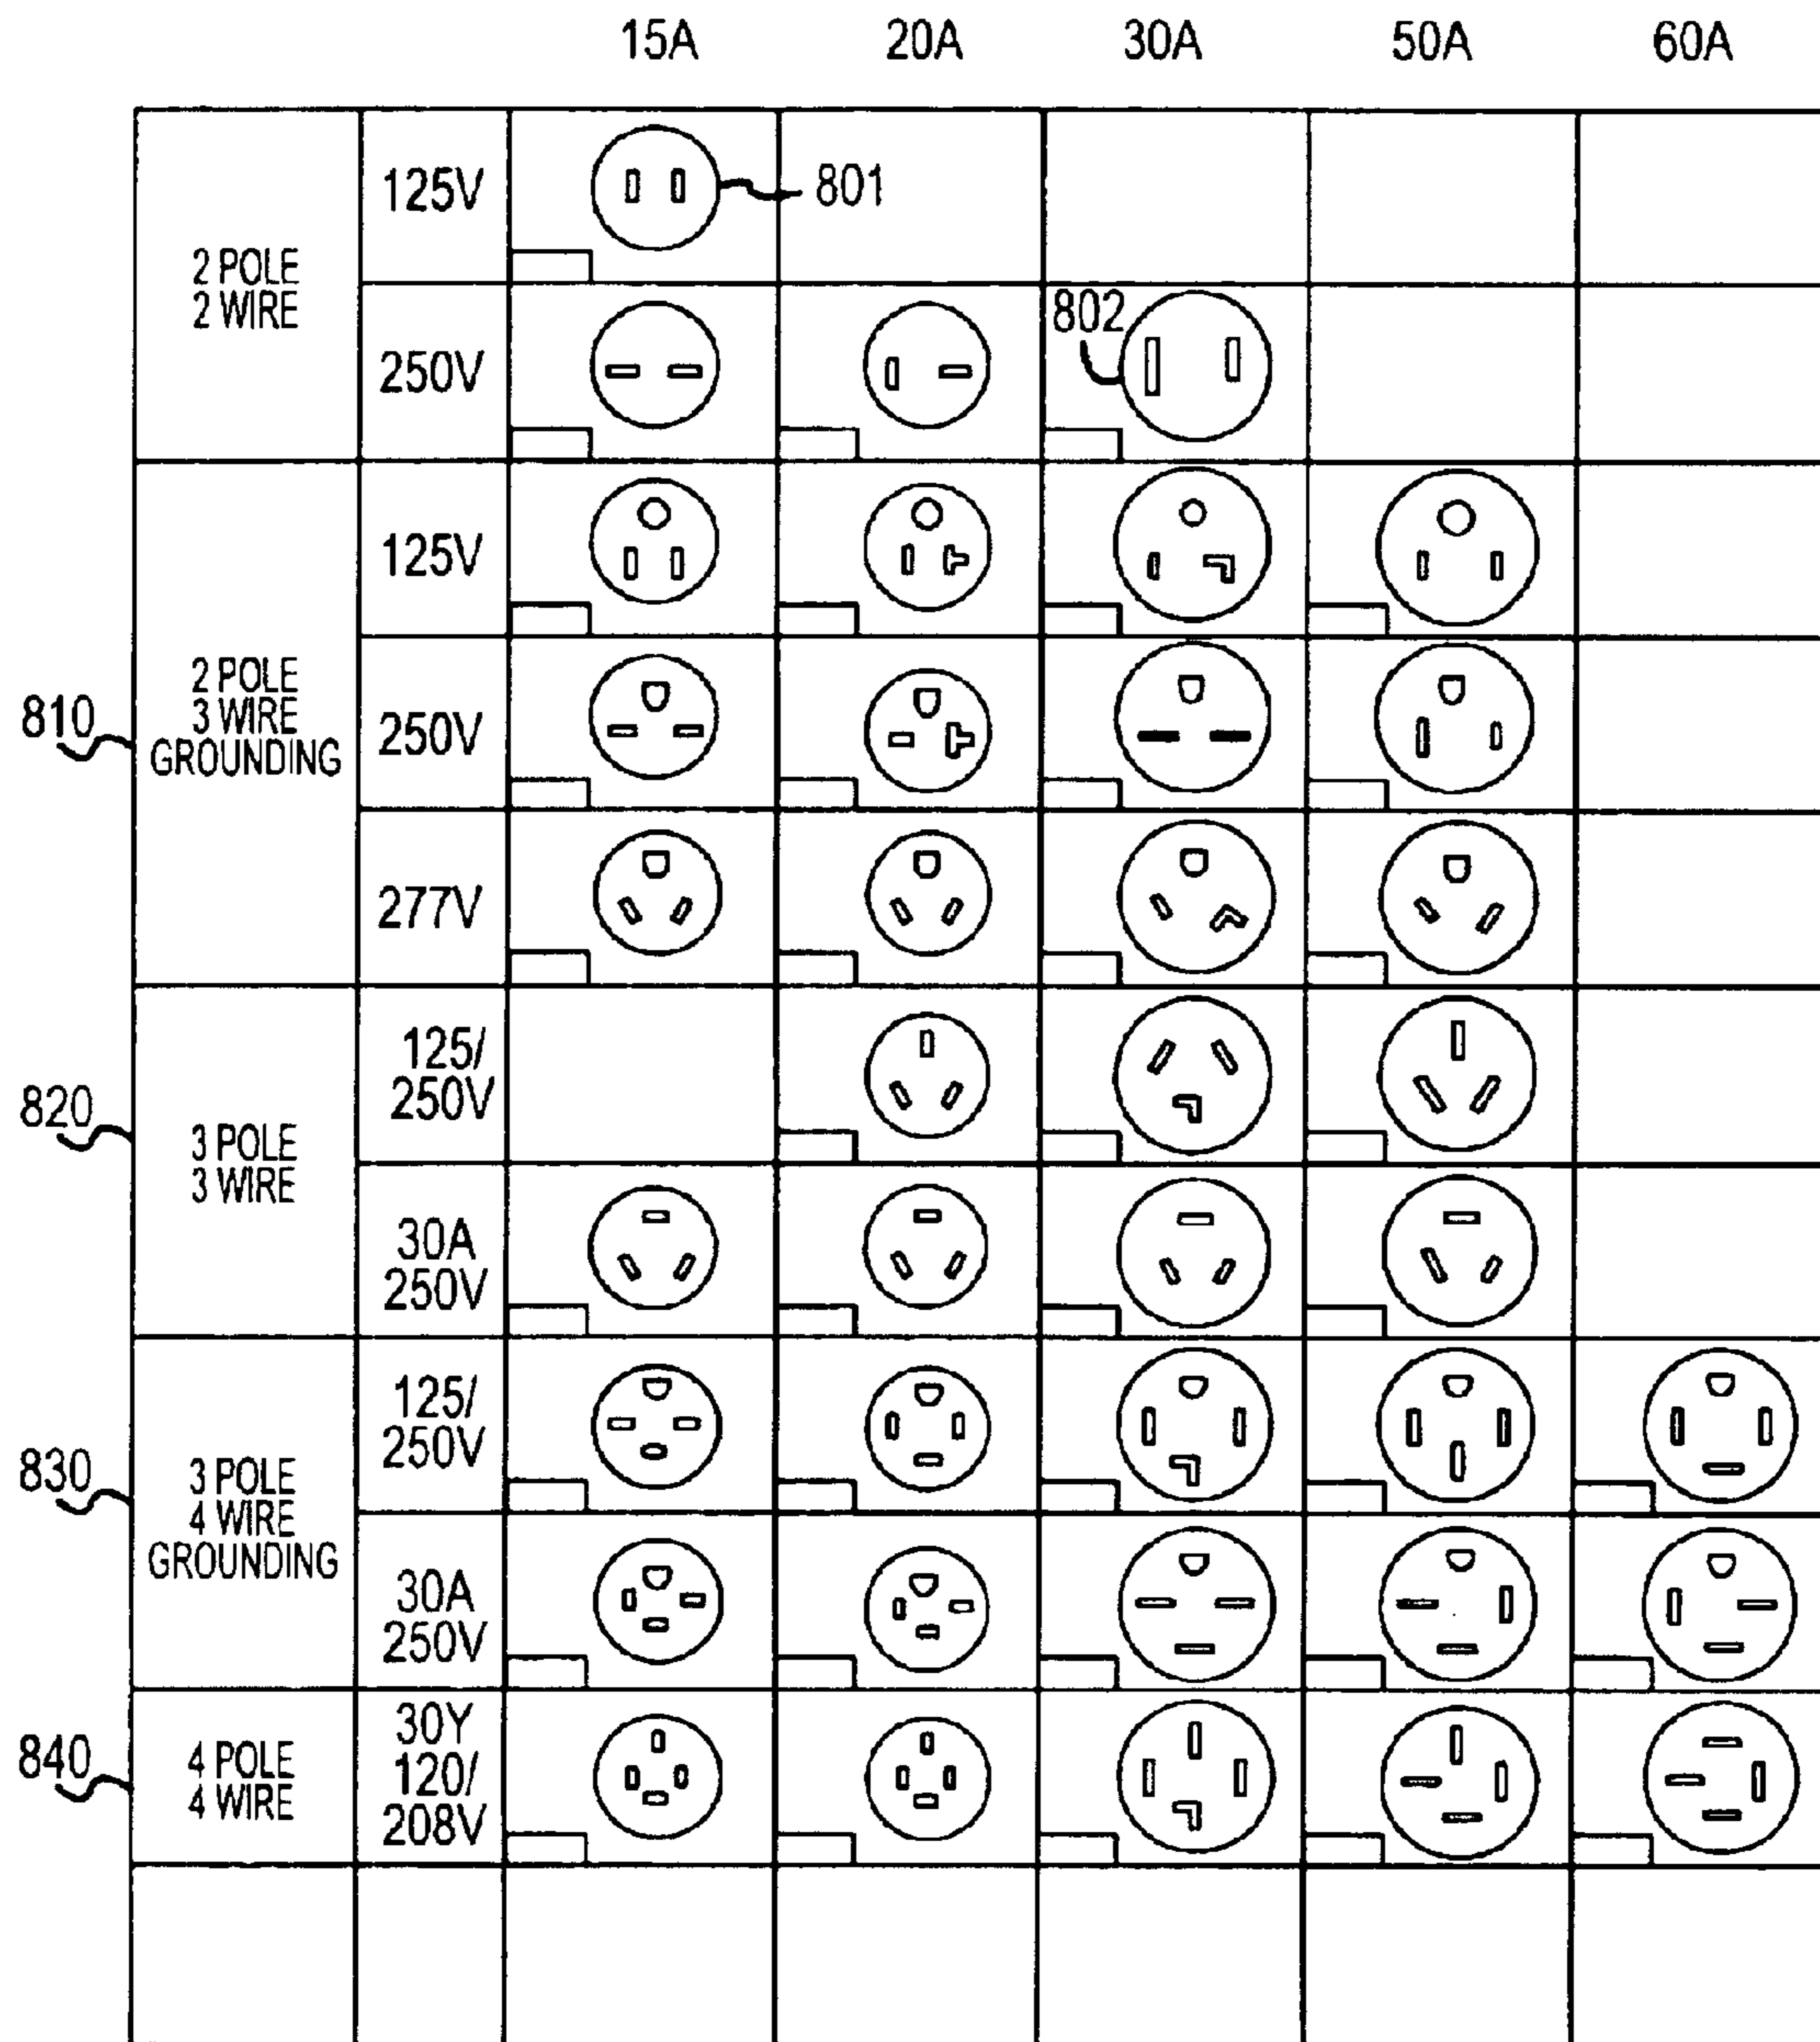 15A 20A 30A 50A 60A
2 POLE
2 WIRE
125V
801
250V
802
810
2 POLE
3 WIRE
GROUNDING
125V
250V
277V
820
3 POLE
3 WIRE
125/
250V
30A
250V
830
3 POLE
4 WIRE
GROUNDING
125/
250V
30A
250V
840
4 POLE
4 WIRE
30Y
120/
208V